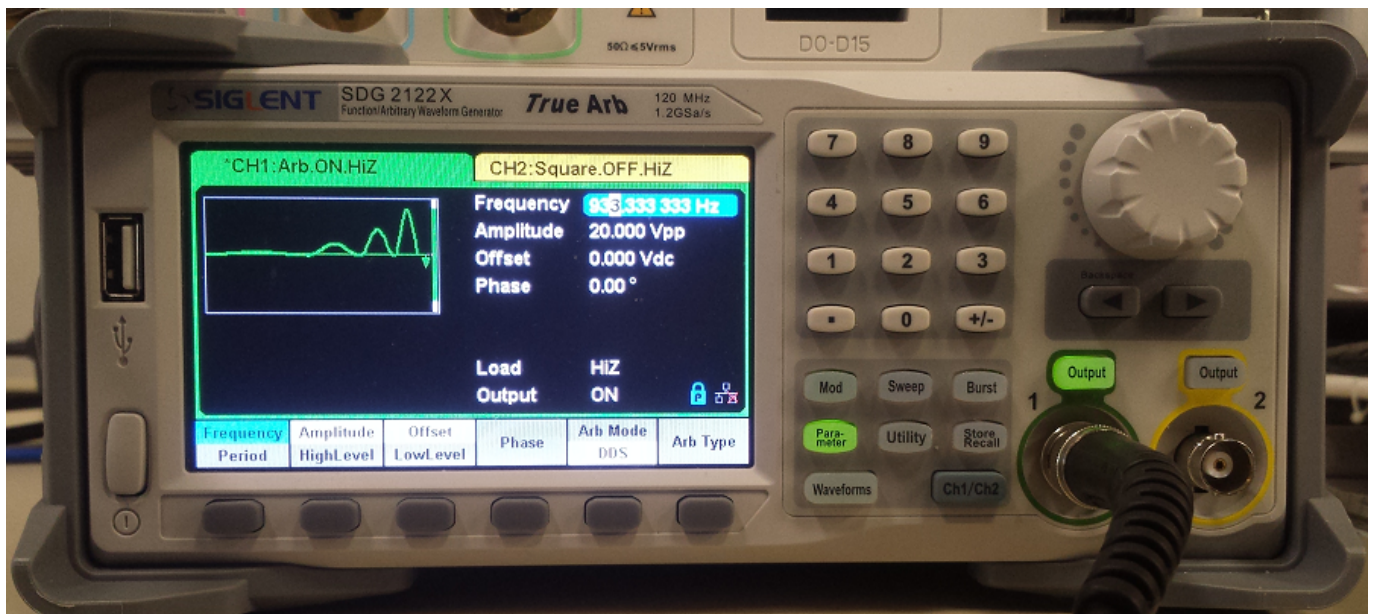 50Ω≤5Vrms
D0-D15
SIGLENT
SDG 2122X
Function/Arbitrary Waveform Generator
True Arb
120 MHz
1.2GSa/s
*CH1:Arb.ON.HiZ
CH2:Square.OFF.HiZ
Frequency 933.333 333 Hz
Amplitude 20.000 Vpp
Offset 0.000 Vdc
Phase 0.00 °
Load HiZ
Output ON
P
Frequency
Period
Amplitude
HighLevel
Offset
LowLevel
Phase
Arb Mode
DDS
Arb Type
7 8 9
4 5 6
1 2 3
. 0 +/-
Backspace
Mod Sweep Burst
Para-
meter
Utility
Store
Recall
Waveforms
Ch1/Ch2
Output
1
Output
2